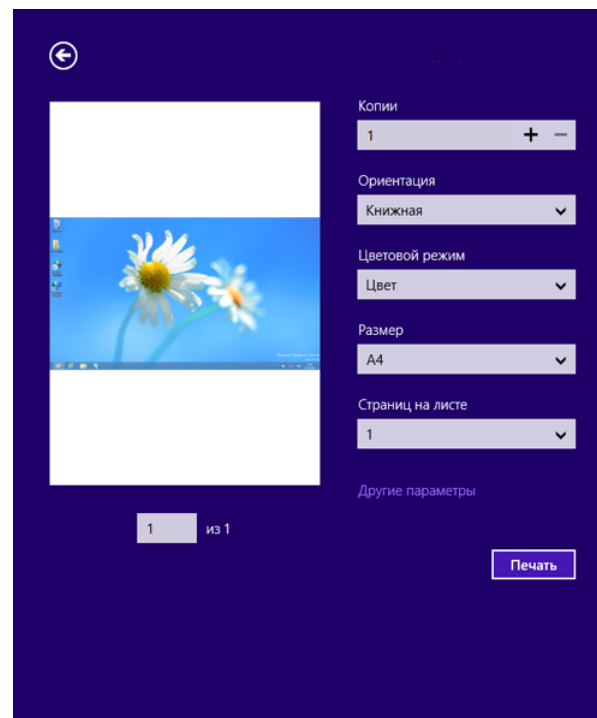 Копии
1
Ориентация
Книжная
Цветовой режим
Цвет
Размер
A4
Страниц на листе
1
Другие параметры
1 из 1
Печать